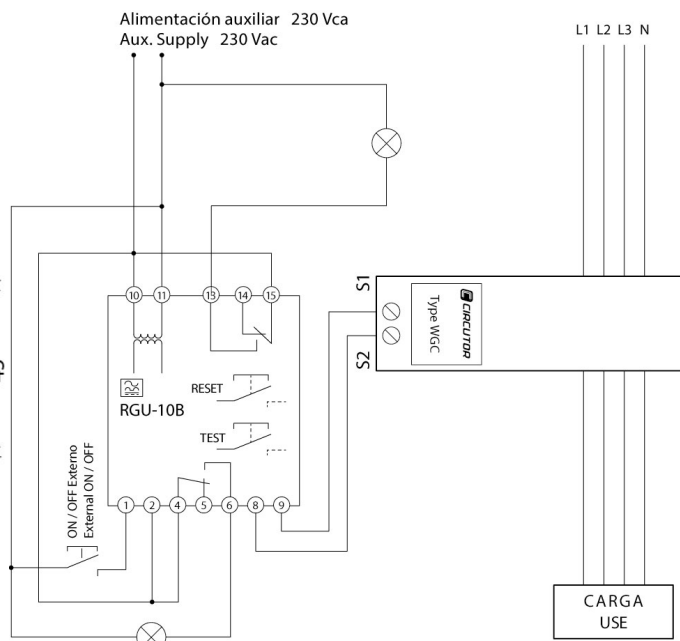 Alimentación auxiliar 230 Vca
Aux. Supply 230 Vac
L1 L2 L3 N
10 11 13 14 15
S1
S2
CIRCUTOR
Type WGC
RGU-10B
RESET
TEST
ON / OFF Externo
External ON / OFF
1 2 4 5 6 8 9
CARGA
USE